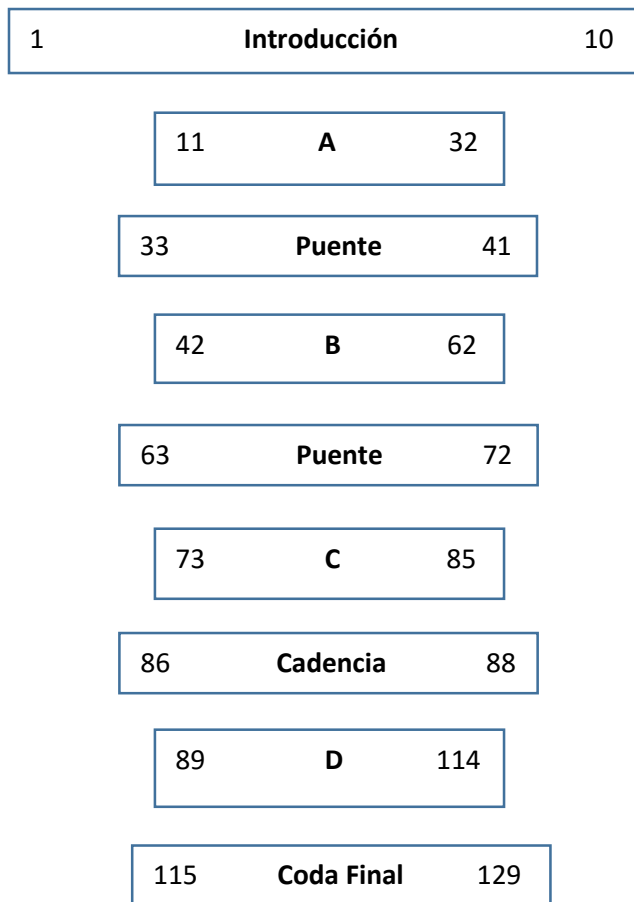 1 Introducción 10
11 A 32
33 Puente 41
42 B 62
63 Puente 72
73 C 85
86 Cadencia 88
89 D 114
115 Coda Final 129